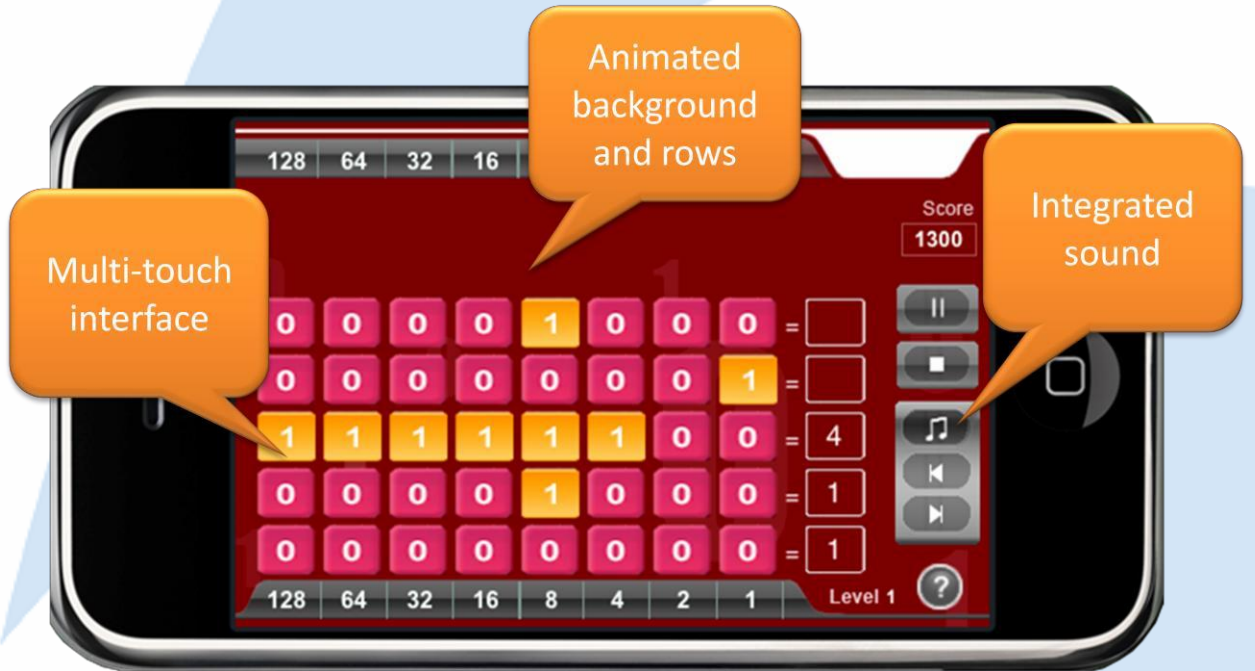 Animated
background
and rows
128 64 32 16
Score
1300
Integrated
sound
Multi-touch
interface
0 0 0 0 1 0 0 0 =
0 0 0 0 0 0 0 1 =
1 1 1 1 1 1 0 0 = 4
0 0 0 0 1 0 0 0 = 1
0 0 0 0 0 0 0 0 = 1
128 64 32 16 8 4 2 1
Level 1
?